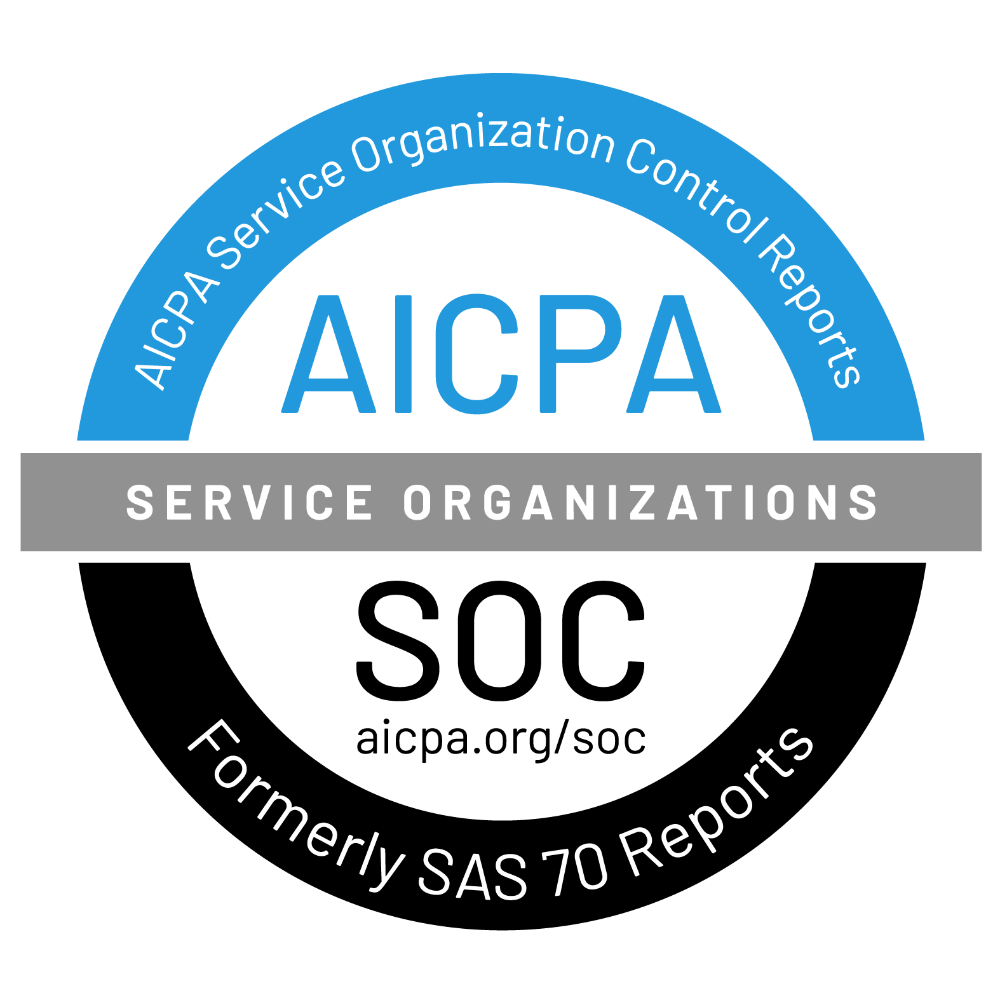 AICPA Service Organization Control Reports
AICPA
SERVICE ORGANIZATIONS
SOC
aicpa.org/soc
Formerly SAS 70 Reports